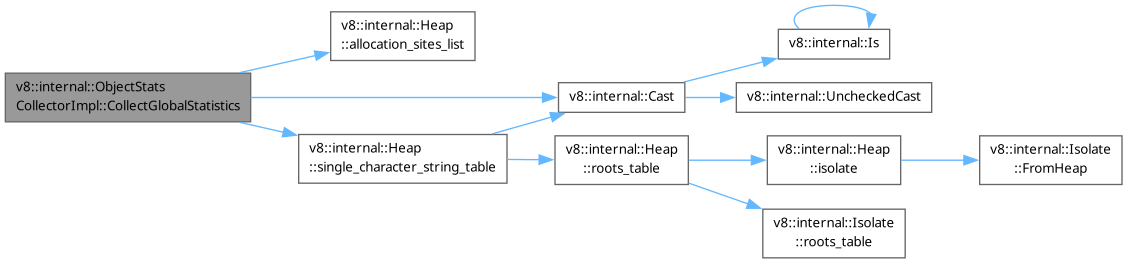 v8::internal::ObjectStats
CollectorImpl::CollectGlobalStatistics
v8::internal::Heap
::allocation_sites_list
v8::internal::Cast
v8::internal::Is
v8::internal::UncheckedCast
v8::internal::Heap
::single_character_string_table
v8::internal::Heap
::roots_table
v8::internal::Heap
::isolate
v8::internal::Isolate
::FromHeap
v8::internal::Isolate
::roots_table